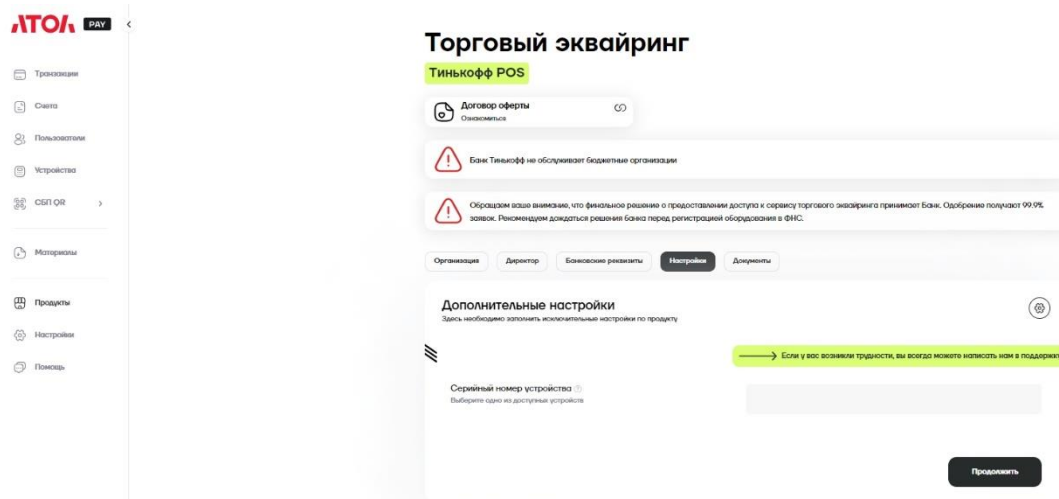 АТОЛ PAY
Транзакции
Счета
Пользователи
Устройства
СБП QR
Материалы
Продукты
Настройки
Помощь
Торговый эквайринг
Тинькофф POS
Договор оферты
Ознакомиться
Банк Тинькофф не обслуживает бюджетные организации
Обращаем ваше внимание, что финальное решение о предоставлении доступа к сервису торгового эквайринга принимает Банк. Одобрение получают 99.9%
заявок. Рекомендуем дождаться решения банка перед регистрацией оборудования в ФНС.
Организация Директор Банковские реквизиты Настройки Документы
Дополнительные настройки
Здесь необходимо заполнить исключительные настройки по продукту
Если у вас возникли трудности, вы всегда можете написать нам в поддержк
Серийный номер устройства
Выберите одно из доступных устройств
Продолжить